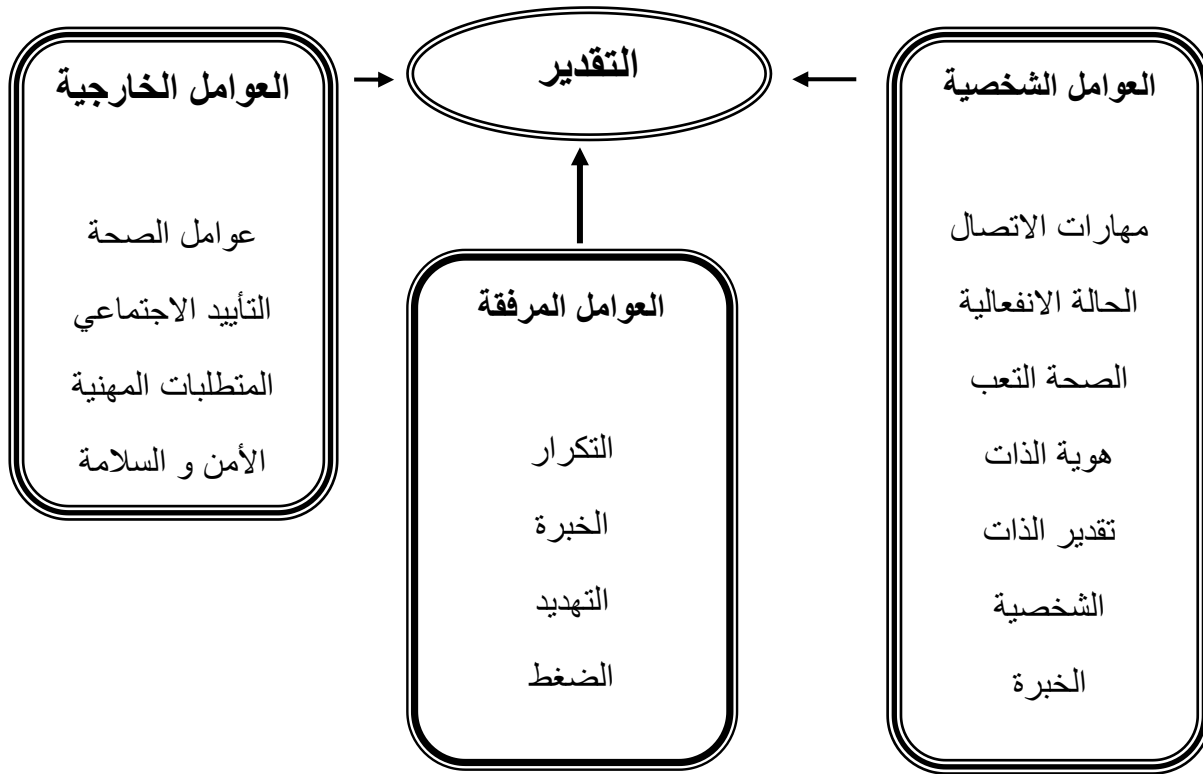 التقدير
العوامل الشخصية
مهارات الاتصال
الحالة الانفعالية
الصحة التعب
هوية الذات
تقدير الذات
الشخصية
الخبرة
العوامل المرفقة
التكرار
الخبرة
التهديد
الضغط
العوامل الخارجية
عوامل الصحة
التأييد الاجتماعي
المتطلبات المهنية
الأمن و السلامة